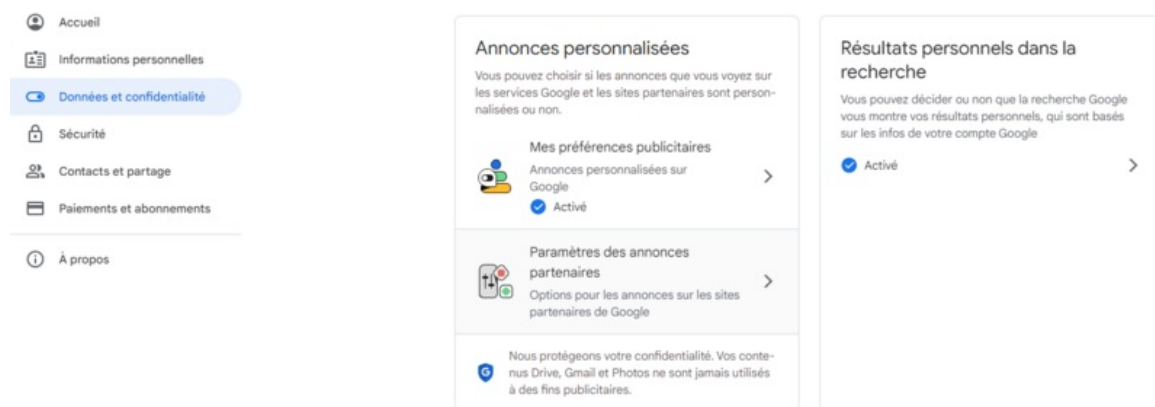 Accueil
Informations personnelles
Données et confidentialité
Sécurité
Contacts et partage
Paiements et abonnements
À propos
Annonces personnalisées
Vous pouvez choisir si les annonces que vous voyez sur
les services Google et les sites partenaires sont person-
nalisées ou non.
Mes préférences publicitaires
Annonces personnalisées sur
Google
Activé
Paramètres des annonces
partenaires
Options pour les annonces sur les sites
partenaires de Google
Nous protégeons votre confidentialité. Vos conte-
nus Drive, Gmail et Photos ne sont jamais utilisés
à des fins publicitaires.
Résultats personnels dans la
recherche
Vous pouvez décider ou non que la recherche Google
vous montre vos résultats personnels, qui sont basés
sur les infos de votre compte Google
Activé